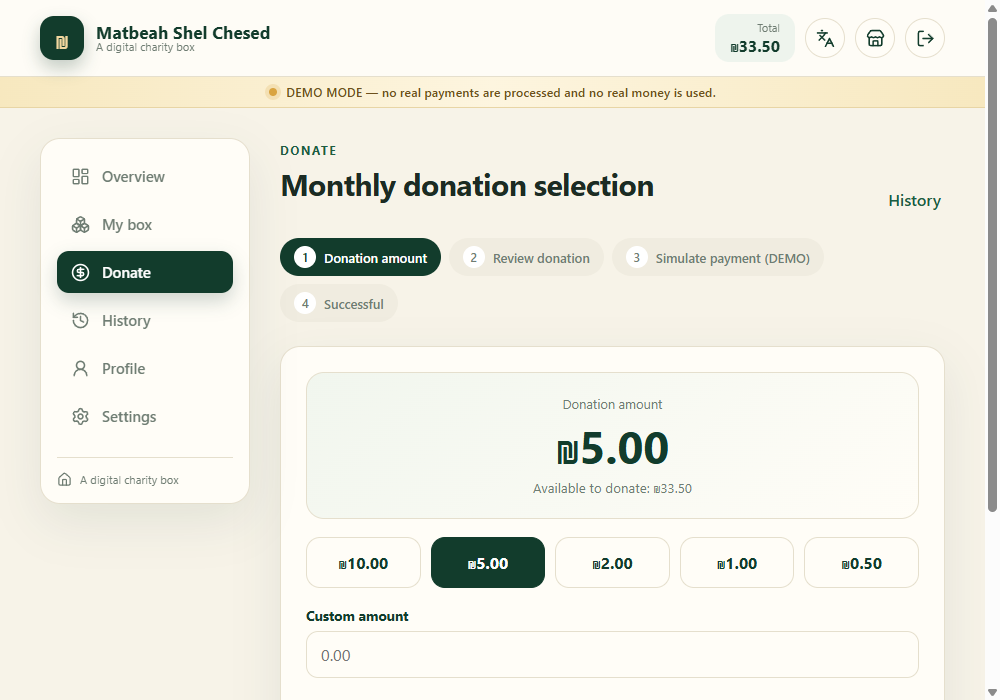 ₪
Matbeah Shel Chesed
A digital charity box
Total
₪33.50
DEMO MODE — no real payments are processed and no real money is used.
Overview
My box
Donate
History
Profile
Settings
A digital charity box
DONATE
Monthly donation selection
History
1 Donation amount
2 Review donation
3 Simulate payment (DEMO)
4 Successful
Donation amount
₪5.00
Available to donate: ₪33.50
₪10.00
₪5.00
₪2.00
₪1.00
₪0.50
Custom amount
0.00